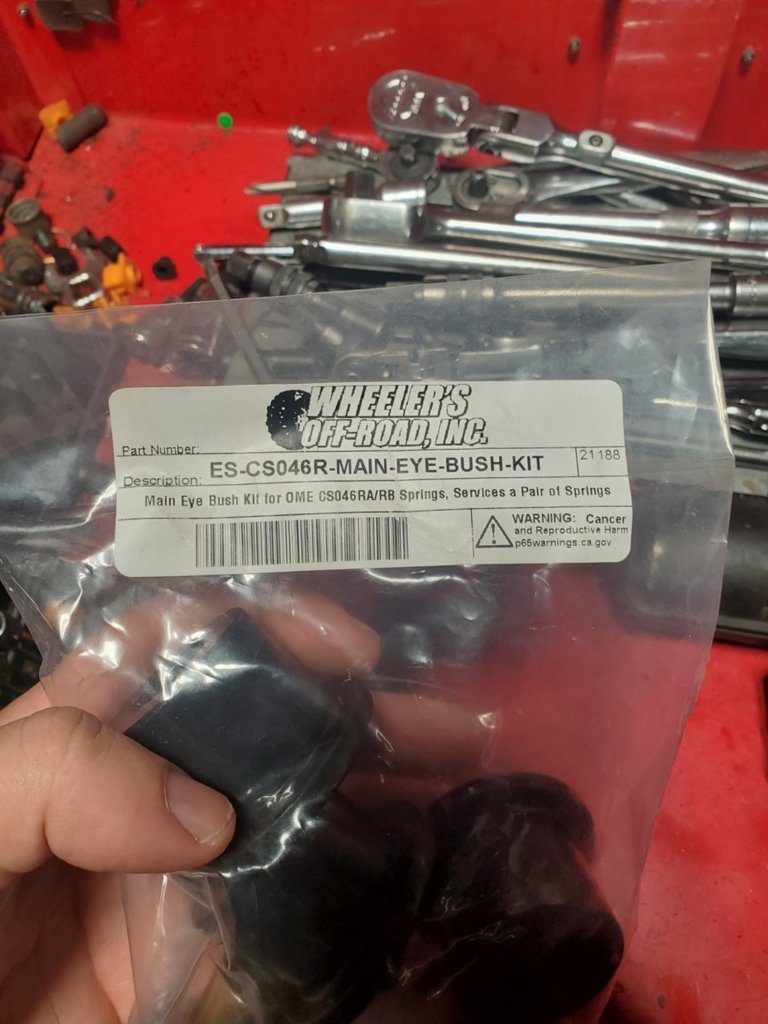 WHEELER'S
OFF-ROAD, INC.
Part Number:
ES-CS046R-MAIN-EYE-BUSH-KIT
21188
Description:
Main Eye Bush Kit for OME CS046RA/RB Springs, Services a Pair of Springs
WARNING: Cancer
and Reproductive Harm
p65warnings.ca.gov